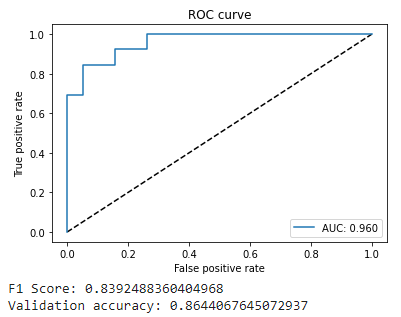 ROC curve
1.0
0.8
0.6
0.4
0.2
0.0
True positive rate
AUC: 0.960
0.0 0.2 0.4 0.6 0.8 1.0
False positive rate
F1 Score: 0.8392488360404968
Validation accuracy: 0.8644067645072937